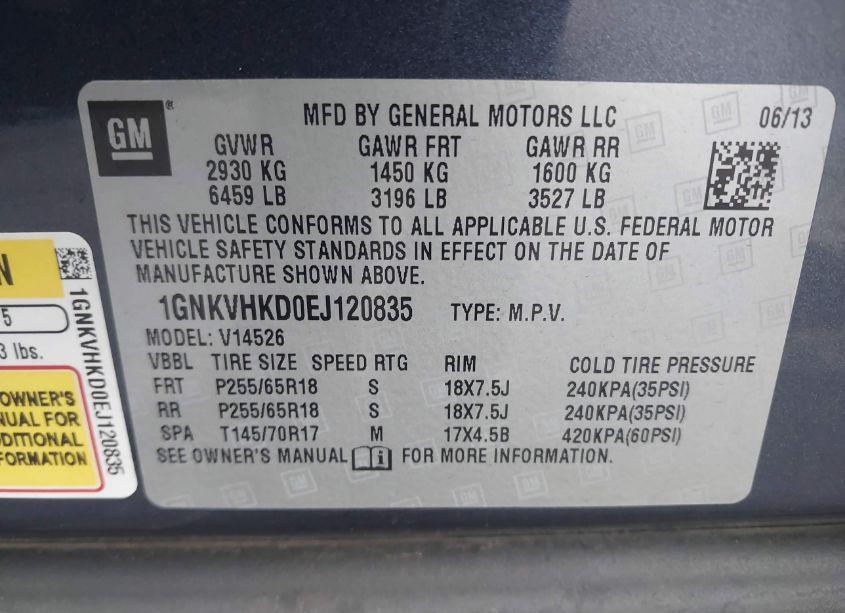 GM ®
MFD BY GENERAL MOTORS LLC 06/13
GVWR GAWR FRT GAWR RR
2930 KG 1450 KG 1600 KG
6459 LB 3196 LB 3527 LB
THIS VEHICLE CONFORMS TO ALL APPLICABLE U.S. FEDERAL MOTOR
VEHICLE SAFETY STANDARDS IN EFFECT ON THE DATE OF
MANUFACTURE SHOWN ABOVE.
1GNKVHKD0EJ120835 TYPE: M.P.V.
MODEL: V14526
VBBL TIRE SIZE SPEED RTG RIM COLD TIRE PRESSURE
FRT P255/65R18 S 18X7.5J 240KPA(35PSI)
RR P255/65R18 S 18X7.5J 240KPA(35PSI)
SPA T145/70R17 M 17X4.5B 420KPA(60PSI)
SEE OWNER'S MANUAL FOR MORE INFORMATION.
N
5
3 lbs.
OWNER'S
NUAL FOR
DITIONAL
FORMATION
1GNKVHKD0EJ120835